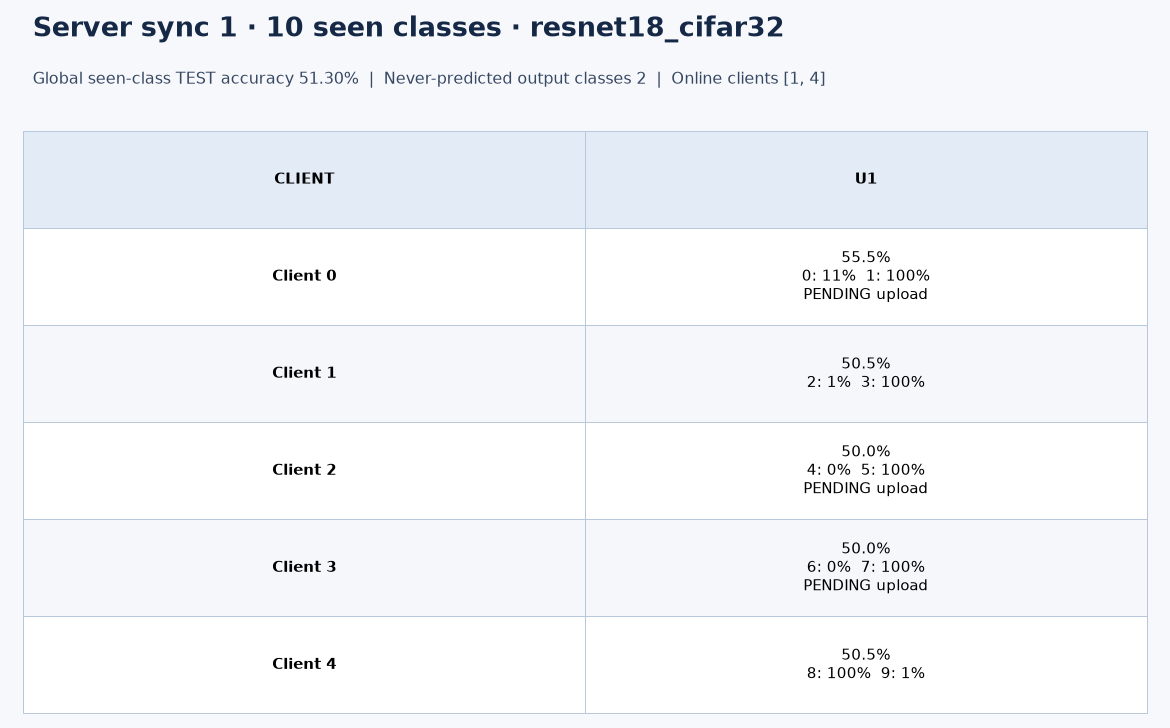 Server sync 1 · 10 seen classes · resnet18_cifar32
Global seen-class TEST accuracy 51.30% | Never-predicted output classes 2 | Online clients [1, 4]
CLIENT U1
Client 0
55.5%
0: 11% 1: 100%
PENDING upload
Client 1
50.5%
2: 1% 3: 100%
Client 2
50.0%
4: 0% 5: 100%
PENDING upload
Client 3
50.0%
6: 0% 7: 100%
PENDING upload
Client 4
50.5%
8: 100% 9: 1%